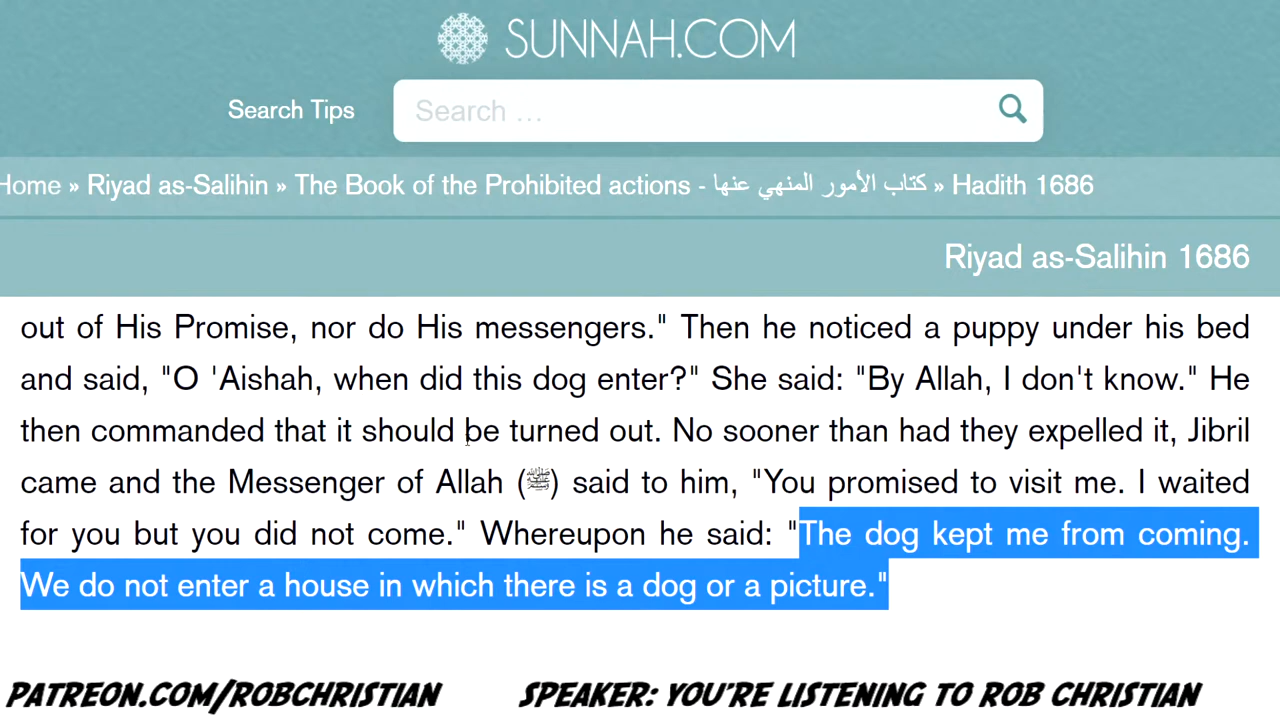 SUNNAH.COM
Search Tips
Search ...
Home » Riyad as-Salihin » The Book of the Prohibited actions - كتاب الأمور المنهي عنها » Hadith 1686
Riyad as-Salihin 1686
out of His Promise, nor do His messengers." Then he noticed a puppy under his bed
and said, "O 'Aishah, when did this dog enter?" She said: "By Allah, I don't know." He
then commanded that it should be turned out. No sooner than had they expelled it, Jibril
came and the Messenger of Allah (ﷺ) said to him, "You promised to visit me. I waited
for you but you did not come." Whereupon he said: "The dog kept me from coming.
We do not enter a house in which there is a dog or a picture."
PATREON.COM/ROBCHRISTIAN
SPEAKER: YOU'RE LISTENING TO ROB CHRISTIAN